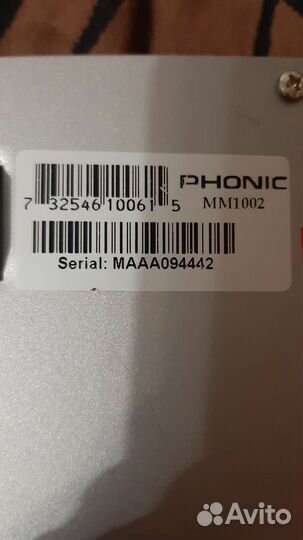 PHONIC
7 32546 10061 5
MM1002
Serial: MAAA094442
Avito